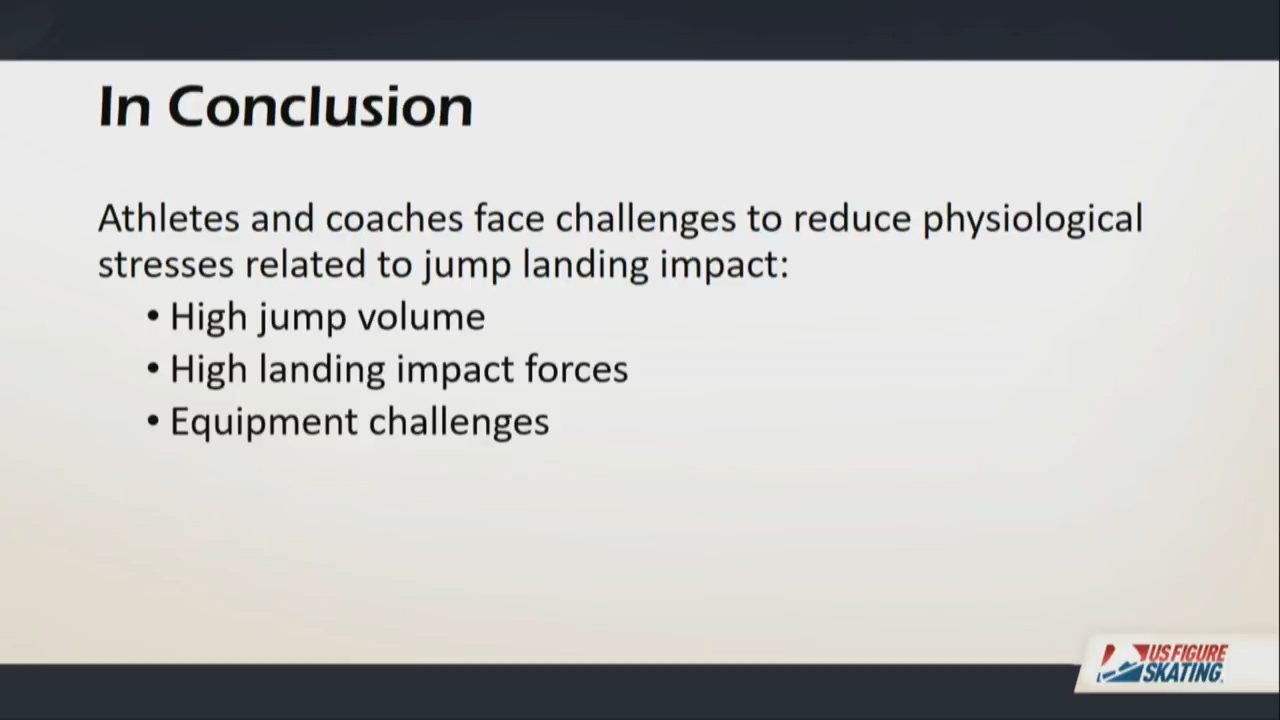 In Conclusion
Athletes and coaches face challenges to reduce physiological
stresses related to jump landing impact:
• High jump volume
• High landing impact forces
• Equipment challenges
US FIGURE
SKATING